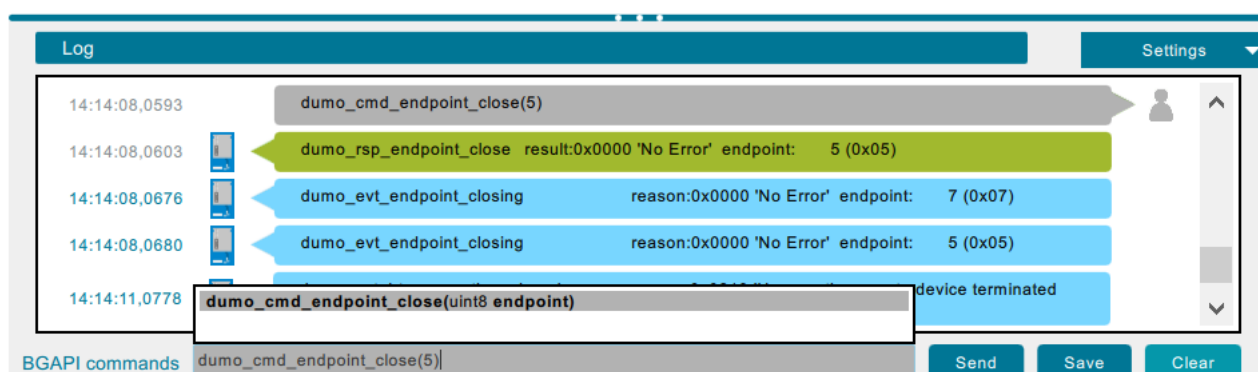 Log
Settings
14:14:08,0593 dumo_cmd_endpoint_close(5)
14:14:08,0603 dumo_rsp_endpoint_close result:0x0000 'No Error' endpoint: 5 (0x05)
14:14:08,0676 dumo_evt_endpoint_closing reason:0x0000 'No Error' endpoint: 7 (0x07)
14:14:08,0680 dumo_evt_endpoint_closing reason:0x0000 'No Error' endpoint: 5 (0x05)
14:14:11,0778 device terminated
dumo_cmd_endpoint_close(uint8 endpoint)
BGAPI commands dumo_cmd_endpoint_close(5) Send Save Clear